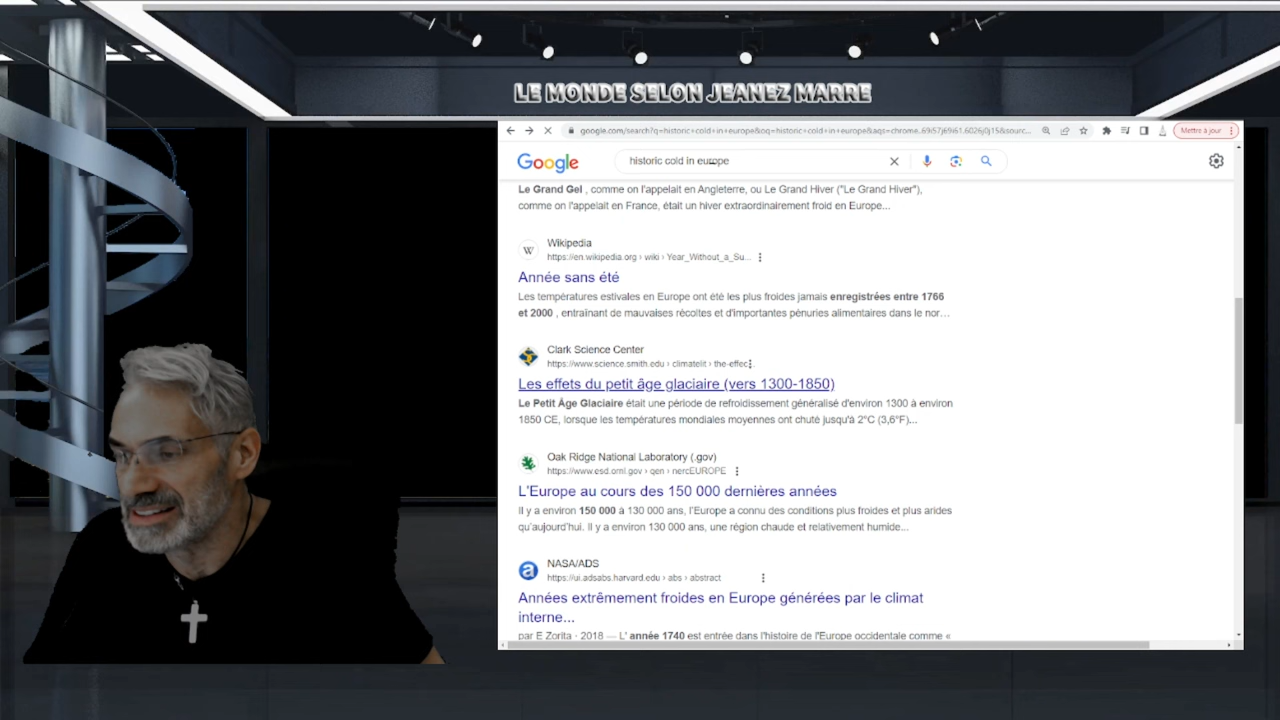 LE MONDE SELON JEANEZ MARRE
google.com/search?q=historic+cold+in+europe&oq=historic+cold+in+europe&aqs=chrome..69i57j69i61.6026j0j15&sourc...
Mettre à jour
Google
historic cold in europe
Le Grand Gel , comme on l'appelait en Angleterre, ou Le Grand Hiver ("Le Grand Hiver"),
comme on l'appelait en France, était un hiver extraordinairement froid en Europe...
W
Wikipedia
https://en.wikipedia.org › wiki › Year_Without_a_Su...
Année sans été
Les températures estivales en Europe ont été les plus froides jamais enregistrées entre 1766
et 2000 , entraînant de mauvaises récoltes et d'importantes pénuries alimentaires dans le nor...
Clark Science Center
https://www.science.smith.edu › climatelit › the-effec
Les effets du petit âge glaciaire (vers 1300-1850)
Le Petit Âge Glaciaire était une période de refroidissement généralisé d'environ 1300 à environ
1850 CE, lorsque les températures mondiales moyennes ont chuté jusqu'à 2°C (3,6°F)...
Oak Ridge National Laboratory (.gov)
https://www.esd.ornl.gov › qen › nercEUROPE
L'Europe au cours des 150 000 dernières années
Il y a environ 150 000 à 130 000 ans, l'Europe a connu des conditions plus froides et plus arides
qu'aujourd'hui. Il y a environ 130 000 ans, une région chaude et relativement humide...
a
NASA/ADS
https://ui.adsabs.harvard.edu › abs › abstract
Années extrêmement froides en Europe générées par le climat
interne...
par E Zorita · 2018 — L' année 1740 est entrée dans l'histoire de l'Europe occidentale comme «